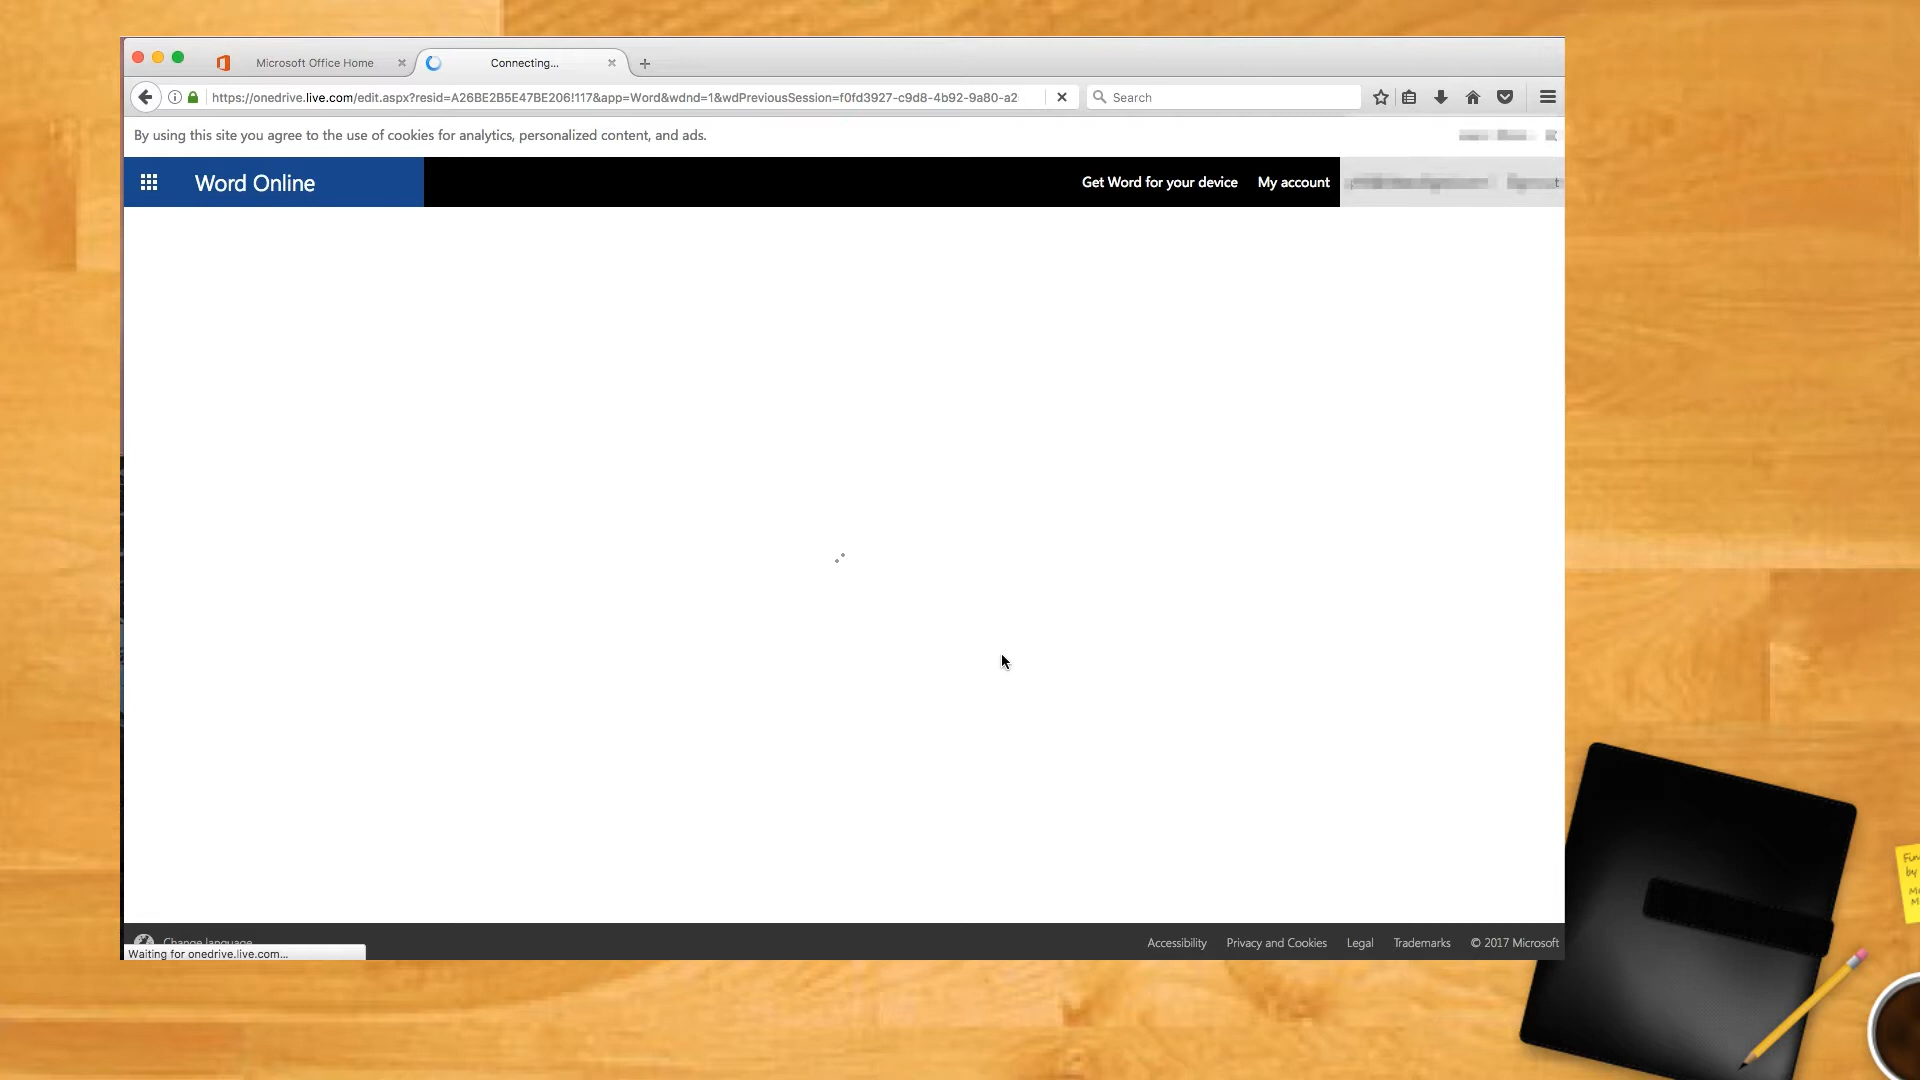 Microsoft Office Home
Connecting...
https://onedrive.live.com/edit.aspx?resid=A26BE2B5E47BE206!117&app=Word&wdnd=1&wdPreviousSession=f0fd3927-c9d8-4b92-9a80-a2
Search
By using this site you agree to the use of cookies for analytics, personalized content, and ads.
Word Online
Get Word for your device
My account
Change language
Accessibility
Privacy and Cookies
Legal
Trademarks
© 2017 Microsoft
Waiting for onedrive.live.com...
by